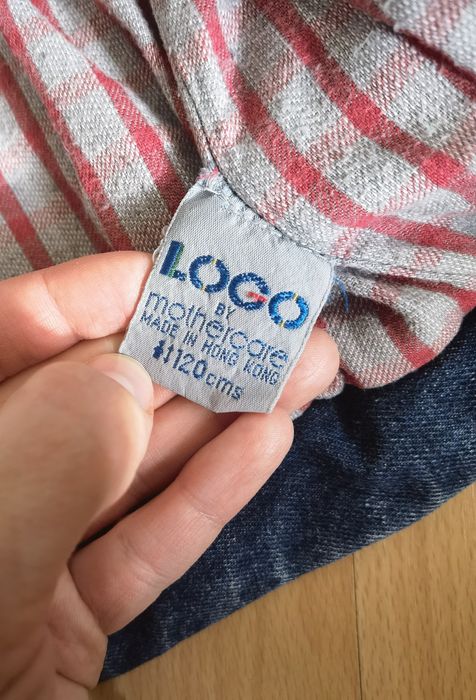 LOGO
BY
mothercare
MADE IN HONG KONG
120cms